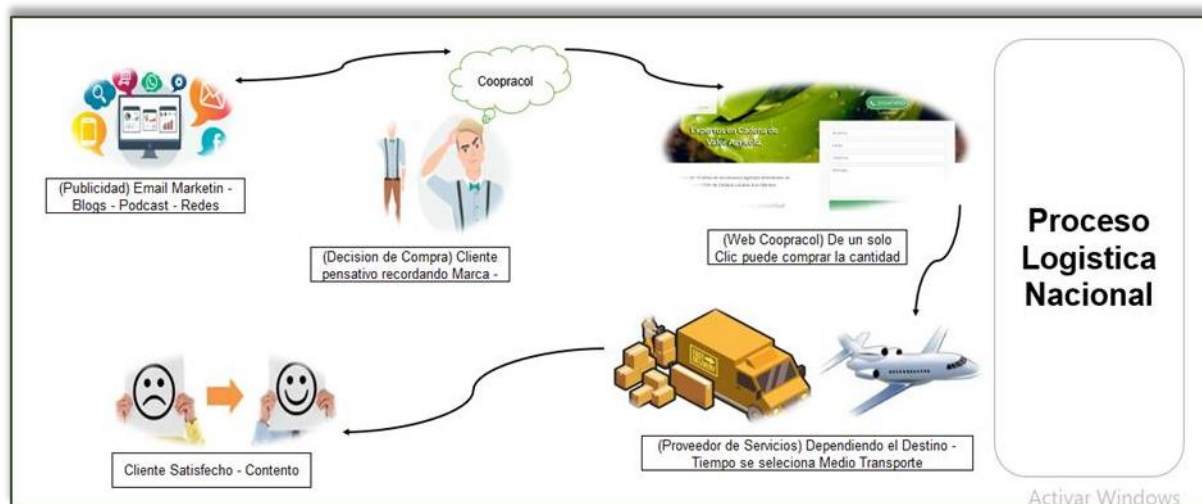 Coopracol
(Publicidad) Email Marketin -
Blogs - Podcast - Redes
(Decision de Compra) Cliente
pensativo recordando Marca -
Expertos en Cadena de
Valor Agrícola.
(Web Coopracol) De un solo
Clic puede comprar la cantidad
Proceso
Logistica
Nacional
(Proveedor de Servicios) Dependiendo el Destino -
Tiempo se seleciona Medio Transporte
Cliente Satisfecho - Contento
Activar Windows